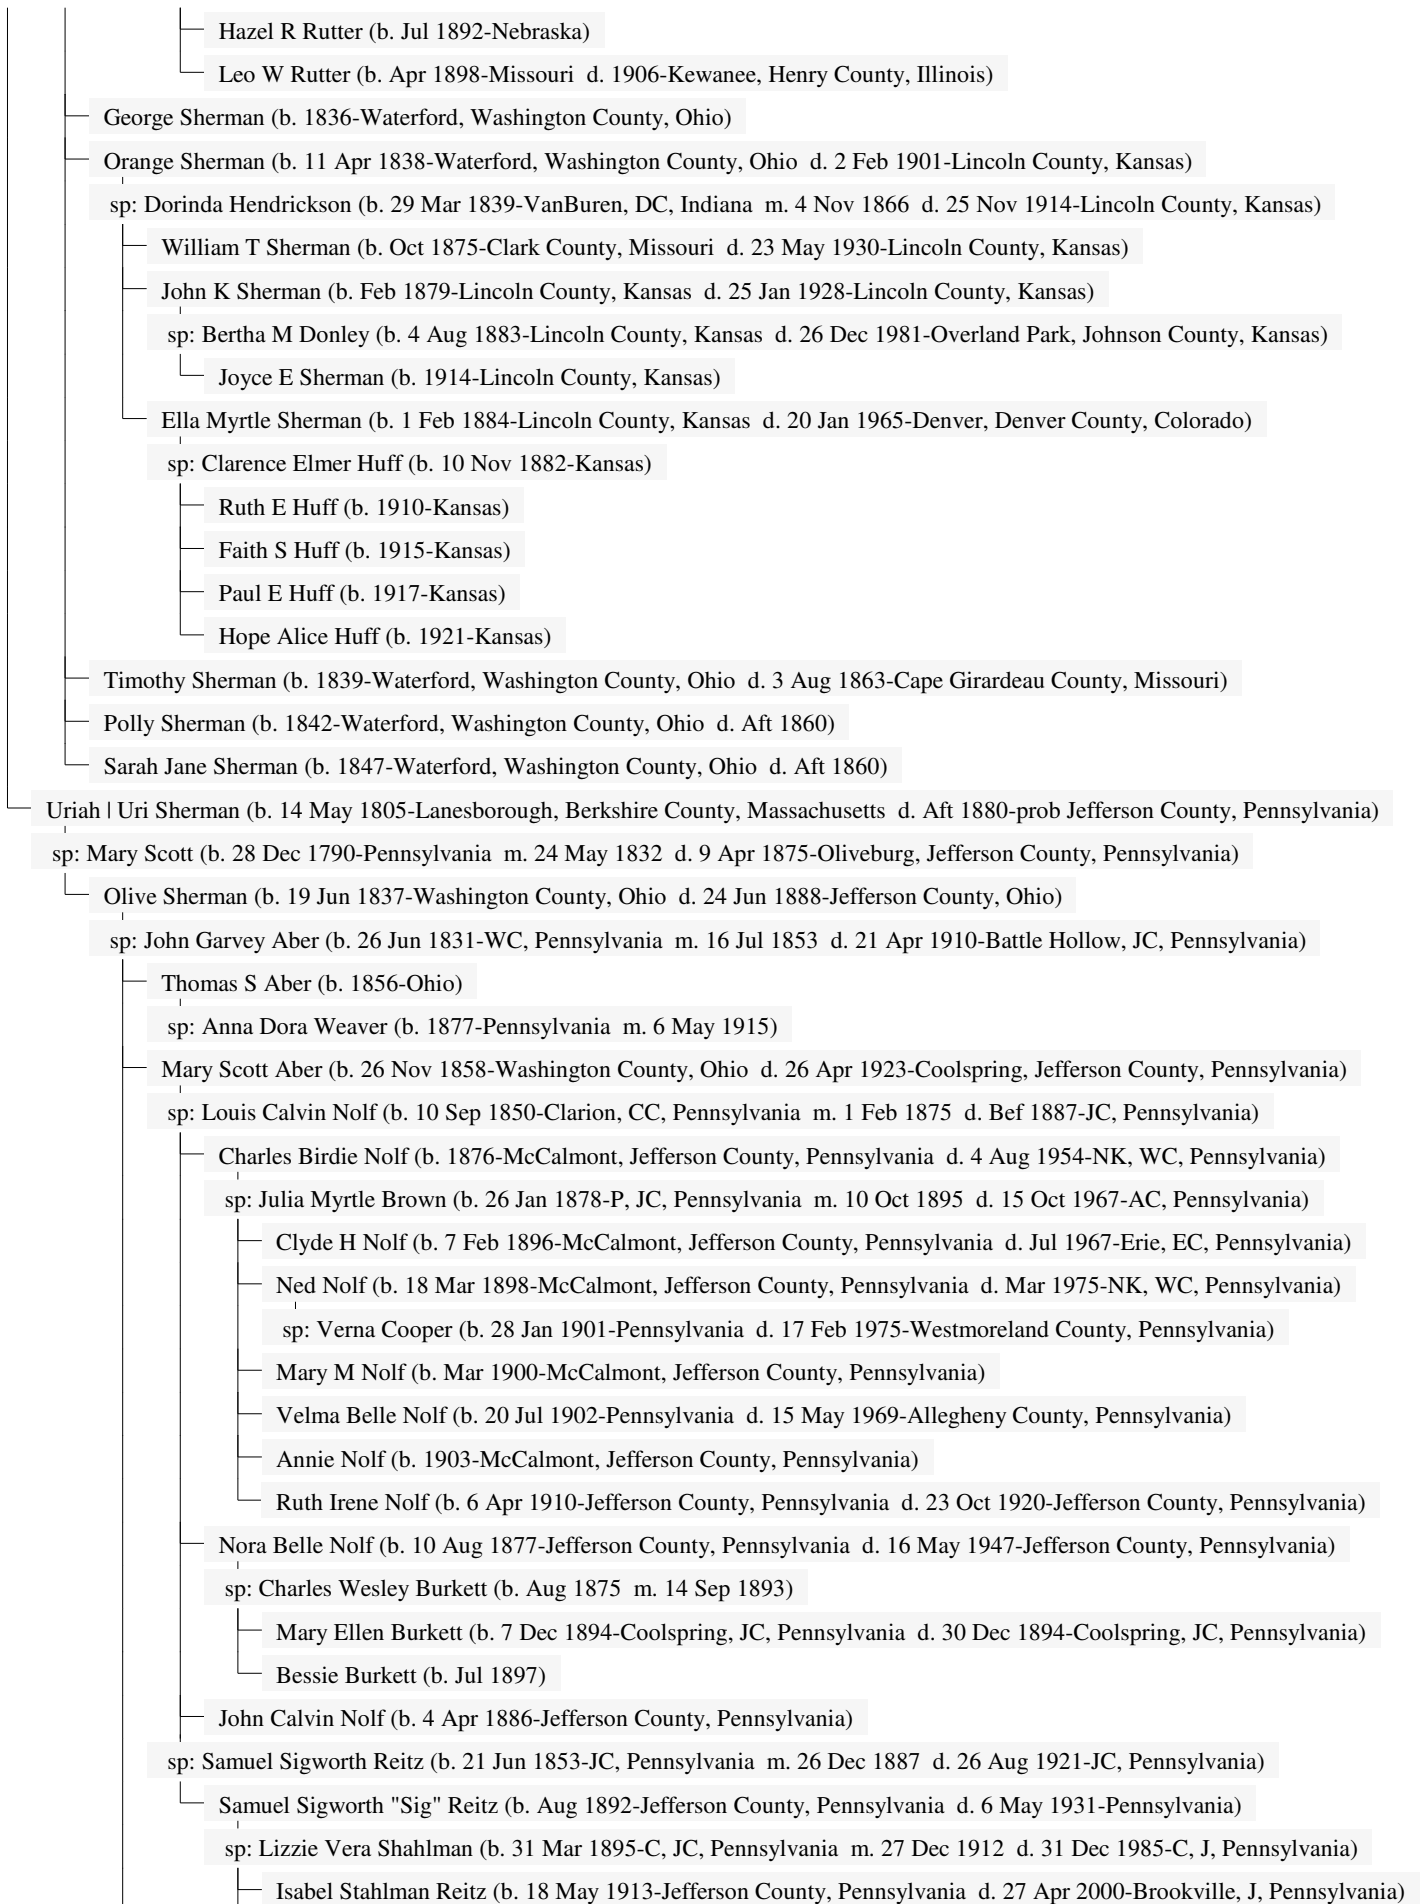 Hazel R Rutter (b. Jul 1892-Nebraska)
Leo W Rutter (b. Apr 1898-Missouri d. 1906-Kewanee, Henry County, Illinois)
George Sherman (b. 1836-Waterford, Washington County, Ohio)
Orange Sherman (b. 11 Apr 1838-Waterford, Washington County, Ohio d. 2 Feb 1901-Lincoln County, Kansas)
sp: Dorinda Hendrickson (b. 29 Mar 1839-VanBuren, DC, Indiana m. 4 Nov 1866 d. 25 Nov 1914-Lincoln County, Kansas)
William T Sherman (b. Oct 1875-Clark County, Missouri d. 23 May 1930-Lincoln County, Kansas)
John K Sherman (b. Feb 1879-Lincoln County, Kansas d. 25 Jan 1928-Lincoln County, Kansas)
sp: Bertha M Donley (b. 4 Aug 1883-Lincoln County, Kansas d. 26 Dec 1981-Overland Park, Johnson County, Kansas)
Joyce E Sherman (b. 1914-Lincoln County, Kansas)
Ella Myrtle Sherman (b. 1 Feb 1884-Lincoln County, Kansas d. 20 Jan 1965-Denver, Denver County, Colorado)
sp: Clarence Elmer Huff (b. 10 Nov 1882-Kansas)
Ruth E Huff (b. 1910-Kansas)
Faith S Huff (b. 1915-Kansas)
Paul E Huff (b. 1917-Kansas)
Hope Alice Huff (b. 1921-Kansas)
Timothy Sherman (b. 1839-Waterford, Washington County, Ohio d. 3 Aug 1863-Cape Girardeau County, Missouri)
Polly Sherman (b. 1842-Waterford, Washington County, Ohio d. Aft 1860)
Sarah Jane Sherman (b. 1847-Waterford, Washington County, Ohio d. Aft 1860)
Uriah | Uri Sherman (b. 14 May 1805-Lanesborough, Berkshire County, Massachusetts d. Aft 1880-prob Jefferson County, Pennsylvania)
sp: Mary Scott (b. 28 Dec 1790-Pennsylvania m. 24 May 1832 d. 9 Apr 1875-Oliveburg, Jefferson County, Pennsylvania)
Olive Sherman (b. 19 Jun 1837-Washington County, Ohio d. 24 Jun 1888-Jefferson County, Ohio)
sp: John Garvey Aber (b. 26 Jun 1831-WC, Pennsylvania m. 16 Jul 1853 d. 21 Apr 1910-Battle Hollow, JC, Pennsylvania)
Thomas S Aber (b. 1856-Ohio)
sp: Anna Dora Weaver (b. 1877-Pennsylvania m. 6 May 1915)
Mary Scott Aber (b. 26 Nov 1858-Washington County, Ohio d. 26 Apr 1923-Coolspring, Jefferson County, Pennsylvania)
sp: Louis Calvin Nolf (b. 10 Sep 1850-Clarion, CC, Pennsylvania m. 1 Feb 1875 d. Bef 1887-JC, Pennsylvania)
Charles Birdie Nolf (b. 1876-McCalmont, Jefferson County, Pennsylvania d. 4 Aug 1954-NK, WC, Pennsylvania)
sp: Julia Myrtle Brown (b. 26 Jan 1878-P, JC, Pennsylvania m. 10 Oct 1895 d. 15 Oct 1967-AC, Pennsylvania)
Clyde H Nolf (b. 7 Feb 1896-McCalmont, Jefferson County, Pennsylvania d. Jul 1967-Erie, EC, Pennsylvania)
Ned Nolf (b. 18 Mar 1898-McCalmont, Jefferson County, Pennsylvania d. Mar 1975-NK, WC, Pennsylvania)
sp: Verna Cooper (b. 28 Jan 1901-Pennsylvania d. 17 Feb 1975-Westmoreland County, Pennsylvania)
Mary M Nolf (b. Mar 1900-McCalmont, Jefferson County, Pennsylvania)
Velma Belle Nolf (b. 20 Jul 1902-Pennsylvania d. 15 May 1969-Allegheny County, Pennsylvania)
Annie Nolf (b. 1903-McCalmont, Jefferson County, Pennsylvania)
Ruth Irene Nolf (b. 6 Apr 1910-Jefferson County, Pennsylvania d. 23 Oct 1920-Jefferson County, Pennsylvania)
Nora Belle Nolf (b. 10 Aug 1877-Jefferson County, Pennsylvania d. 16 May 1947-Jefferson County, Pennsylvania)
sp: Charles Wesley Burkett (b. Aug 1875 m. 14 Sep 1893)
Mary Ellen Burkett (b. 7 Dec 1894-Coolspring, JC, Pennsylvania d. 30 Dec 1894-Coolspring, JC, Pennsylvania)
Bessie Burkett (b. Jul 1897)
John Calvin Nolf (b. 4 Apr 1886-Jefferson County, Pennsylvania)
sp: Samuel Sigworth Reitz (b. 21 Jun 1853-JC, Pennsylvania m. 26 Dec 1887 d. 26 Aug 1921-JC, Pennsylvania)
Samuel Sigworth "Sig" Reitz (b. Aug 1892-Jefferson County, Pennsylvania d. 6 May 1931-Pennsylvania)
sp: Lizzie Vera Shahlman (b. 31 Mar 1895-C, JC, Pennsylvania m. 27 Dec 1912 d. 31 Dec 1985-C, J, Pennsylvania)
Isabel Stahlman Reitz (b. 18 May 1913-Jefferson County, Pennsylvania d. 27 Apr 2000-Brookville, J, Pennsylvania)